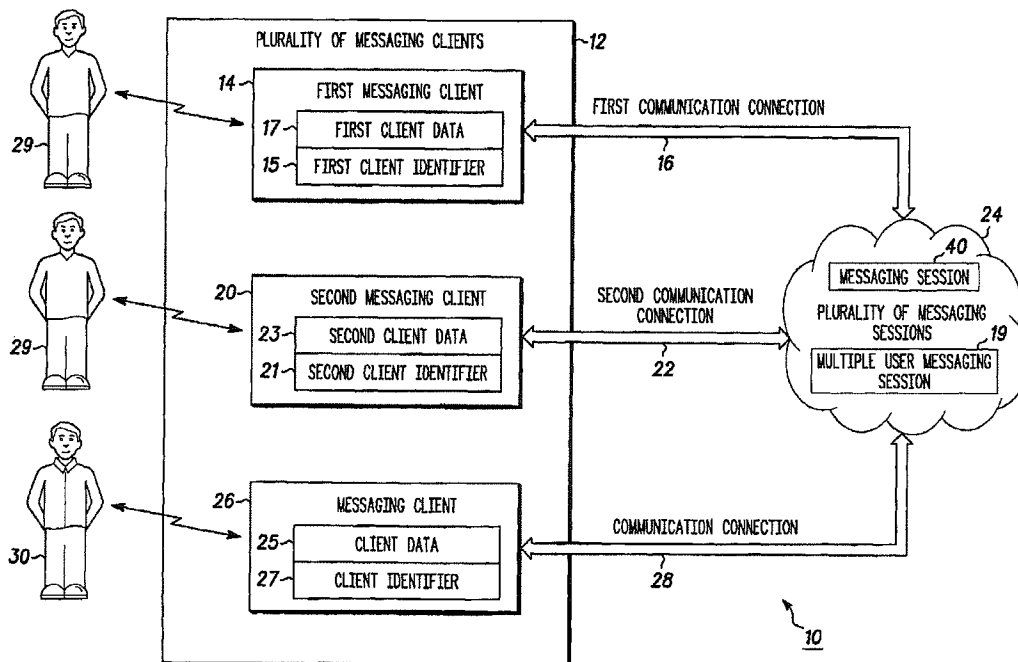 PLURALITY OF MESSAGING CLIENTS
12
14
FIRST MESSAGING CLIENT
17
FIRST CLIENT DATA
15
FIRST CLIENT IDENTIFIER
29
FIRST COMMUNICATION CONNECTION
16
20
SECOND MESSAGING CLIENT
23
SECOND CLIENT DATA
21
SECOND CLIENT IDENTIFIER
29
SECOND COMMUNICATION
CONNECTION
22
24
40
MESSAGING SESSION
PLURALITY OF MESSAGING
SESSIONS
19
MULTIPLE USER MESSAGING
SESSION
26
MESSAGING CLIENT
25
CLIENT DATA
27
CLIENT IDENTIFIER
30
COMMUNICATION CONNECTION
28
10